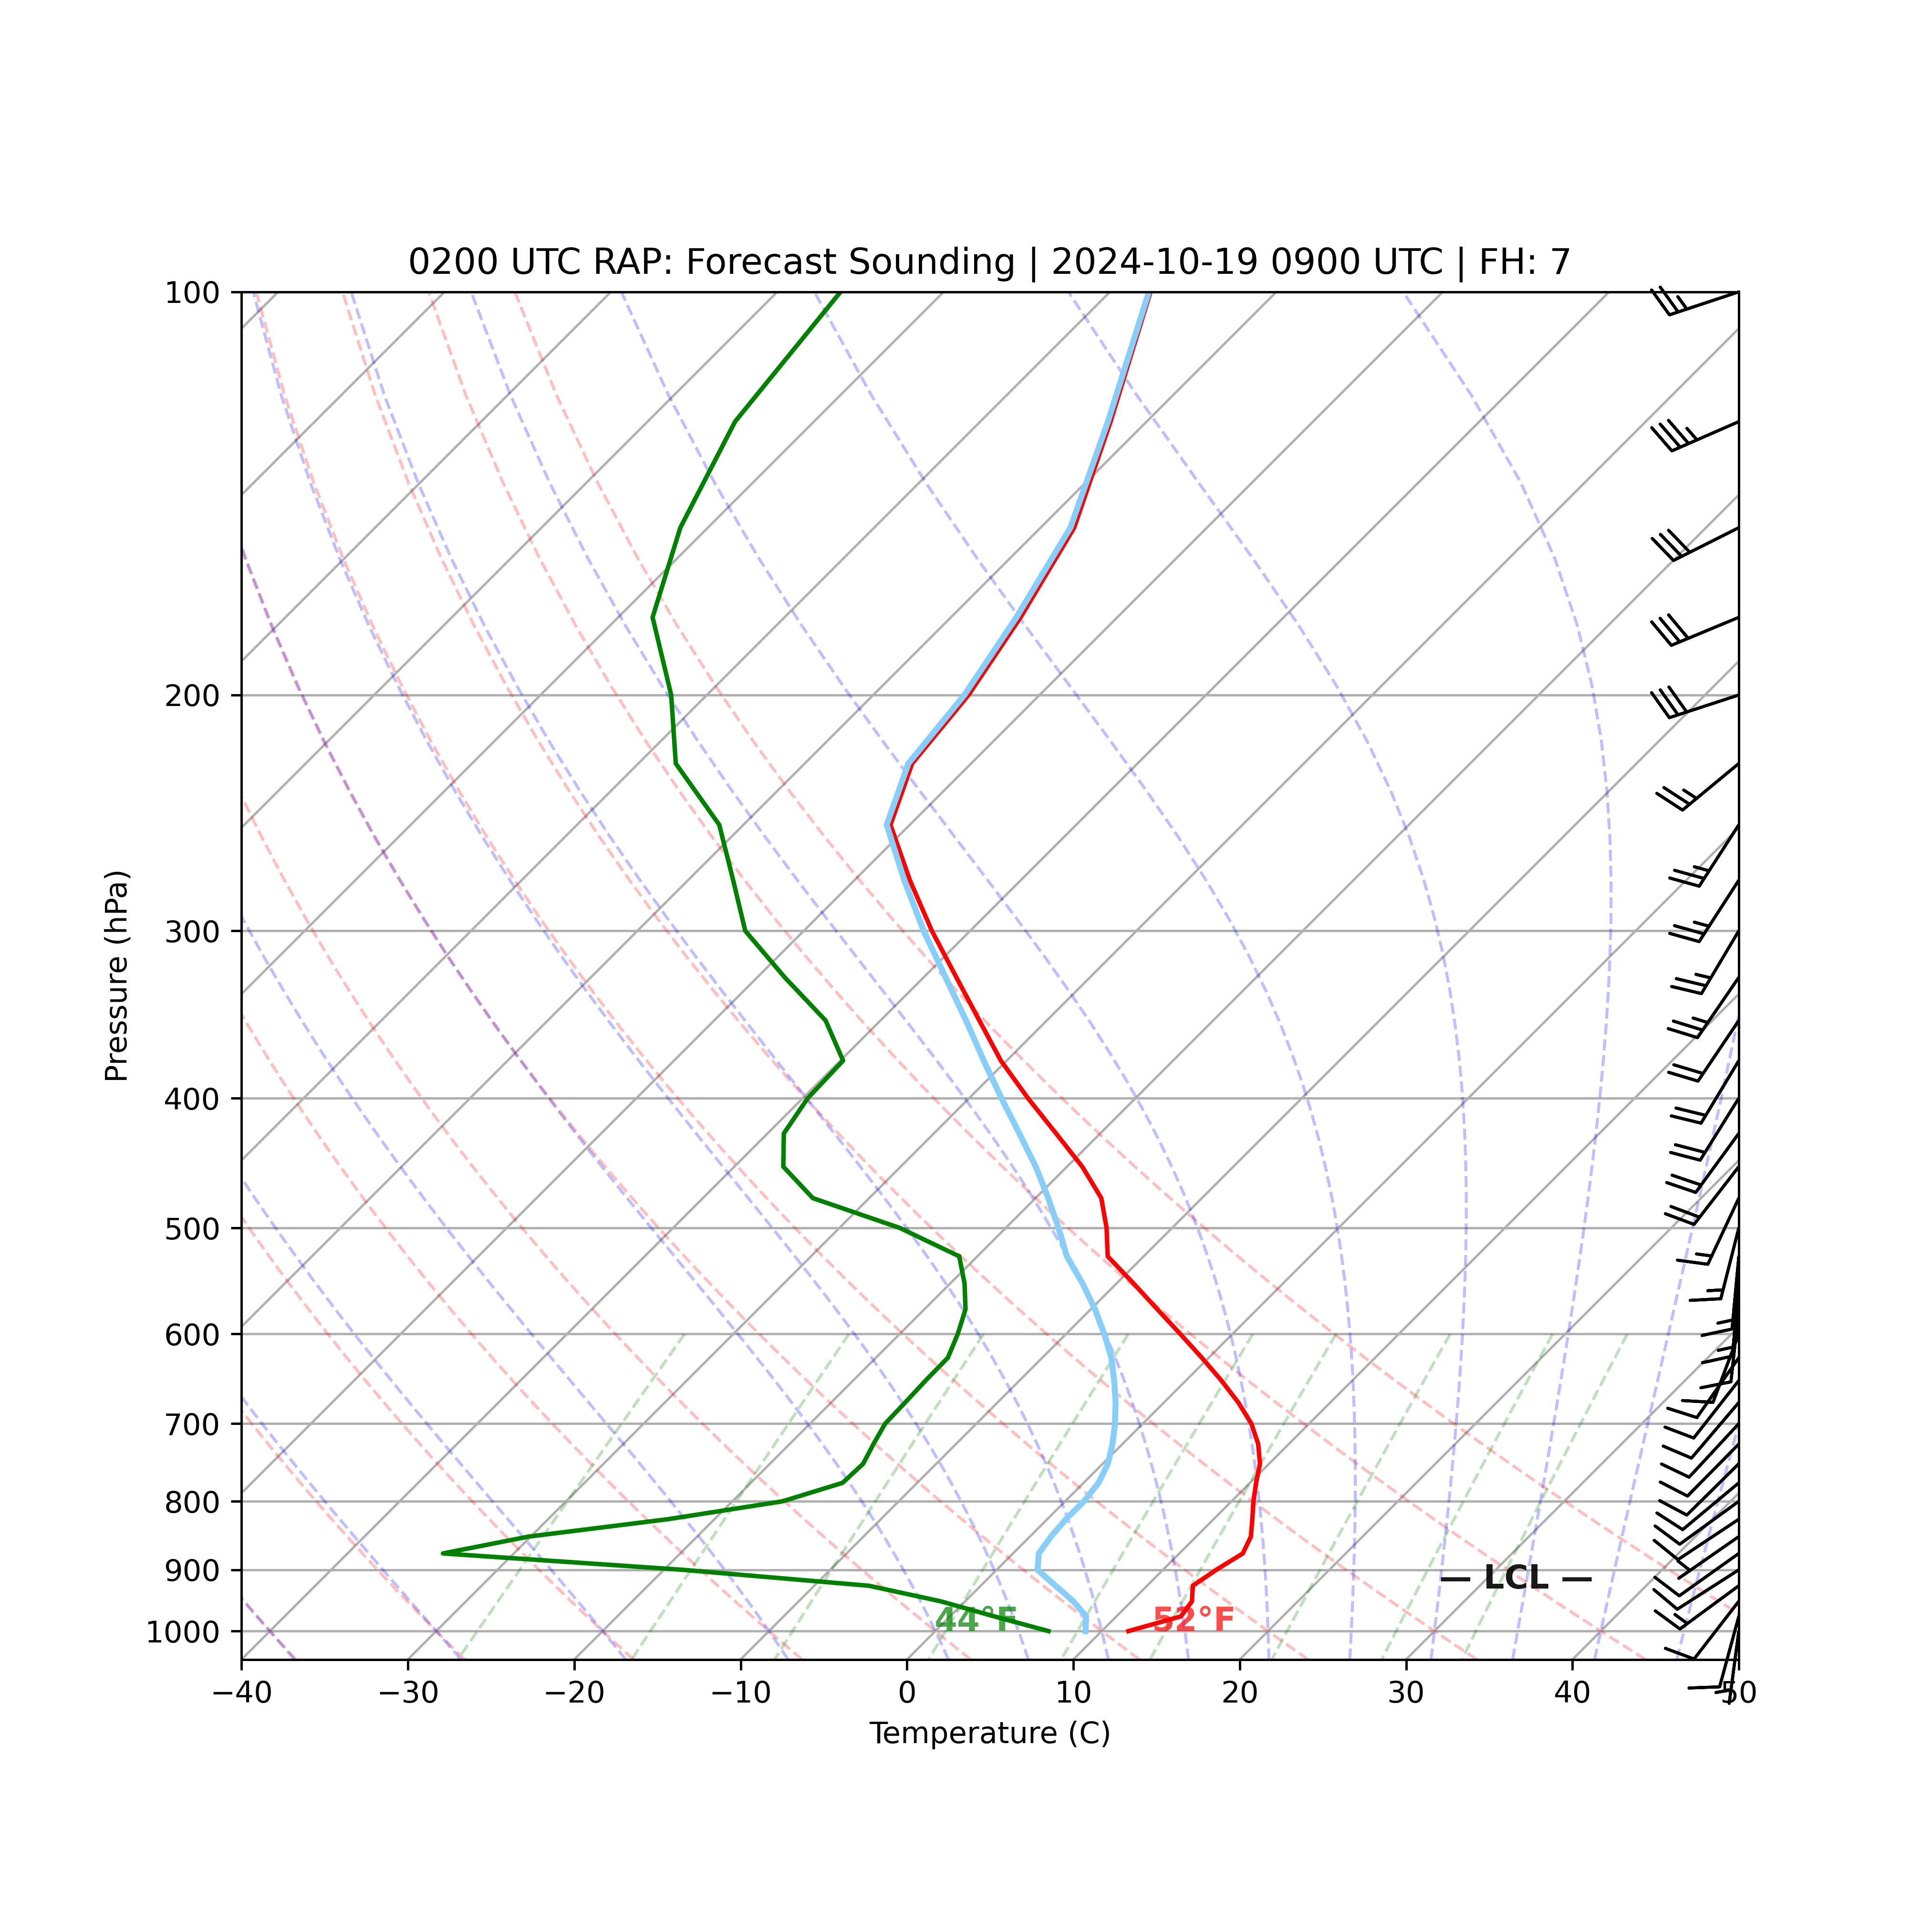 0200 UTC RAP: Forecast Sounding | 2024-10-19 0900 UTC | FH: 7
100
200
300
400
500
600
700
800
900
1000
Pressure (hPa)
— LCL —
44°F
52°F
−40 −30 −20 −10 0 10 20 30 40 50
Temperature (C)